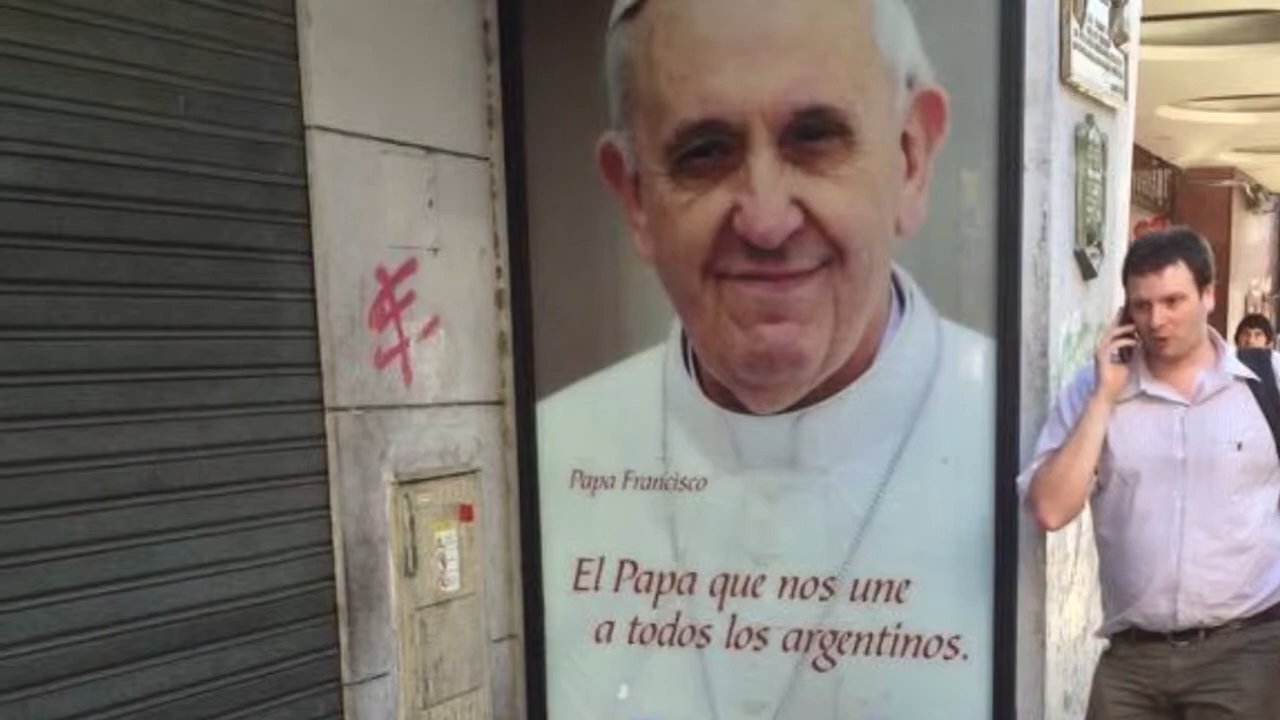 Papa Francisco
El Papa que nos une
a todos los argentinos.